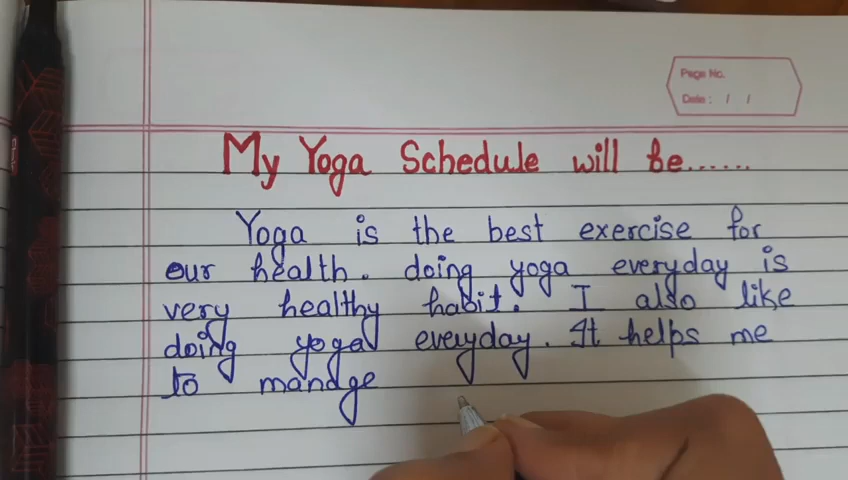 Page No.
Date : / /
My Yoga Schedule will be......
Yoga is the best exercise for
our health. doing yoga everyday is
very healthy habit. I also like
doing yoga everyday. It helps me
to manage